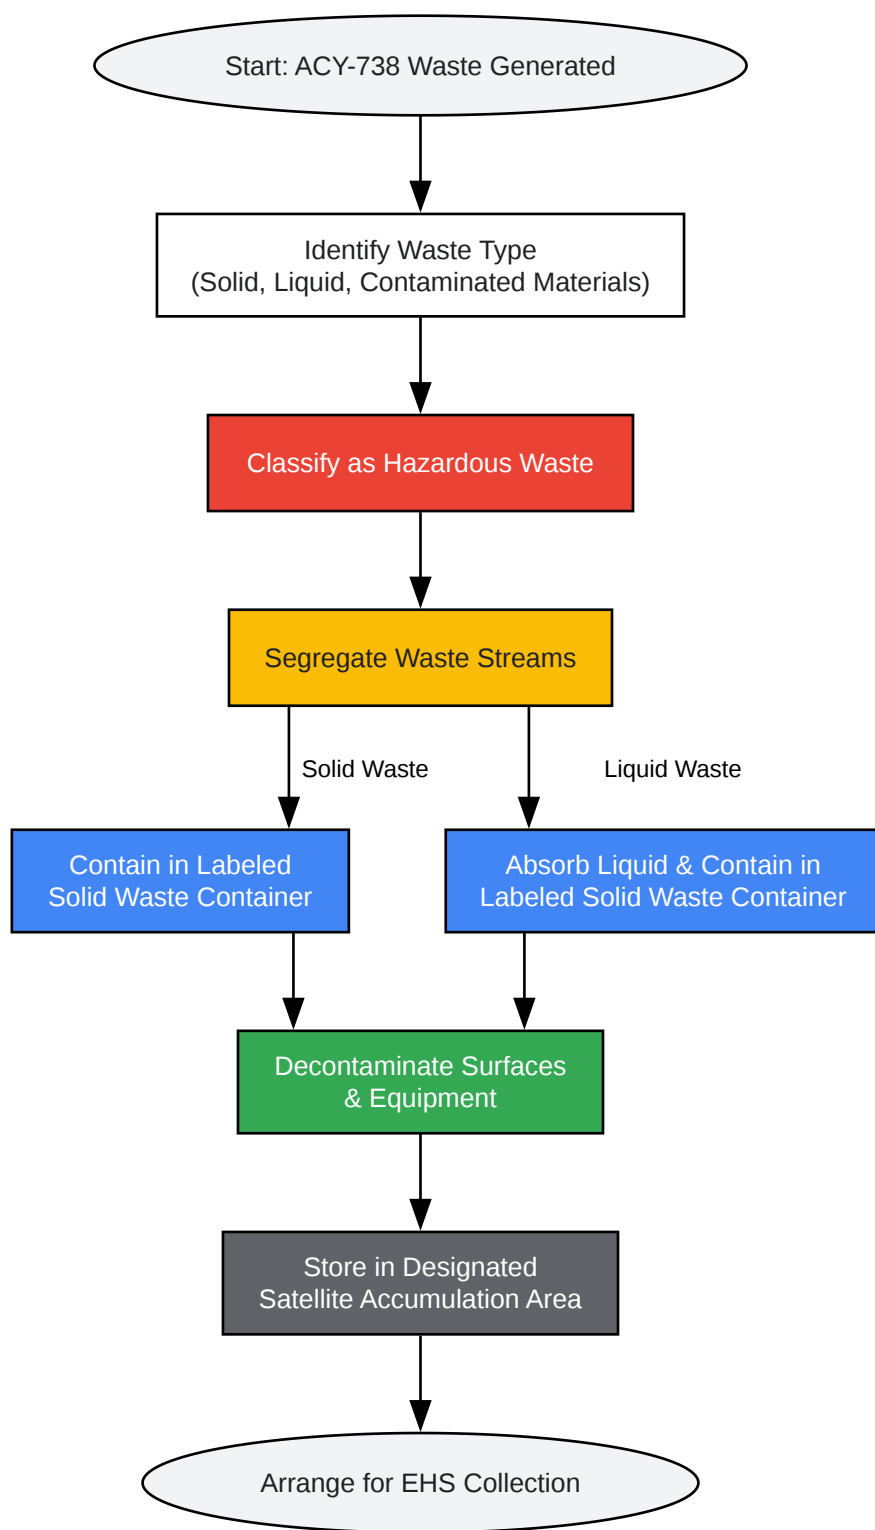 Start: ACY-738 Waste Generated
Identify Waste Type
(Solid, Liquid, Contaminated Materials)
Classify as Hazardous Waste
Segregate Waste Streams
Solid Waste
Liquid Waste
Contain in Labeled
Solid Waste Container
Absorb Liquid & Contain in
Labeled Solid Waste Container
Decontaminate Surfaces
& Equipment
Store in Designated
Satellite Accumulation Area
Arrange for EHS Collection